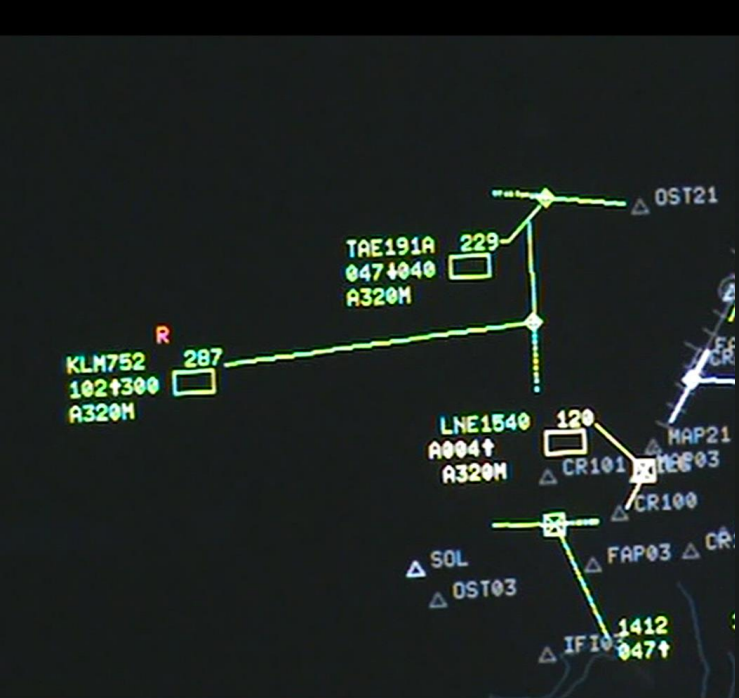 OST21
TAE191A 229
047↓040
A320M
R
KLM752 287
102↑300
A320M
LNE1540 120
A004↑
A320M
MAP21
CR101
MAP03
CR100
FAP03
SOL
OST03
1412
047↑